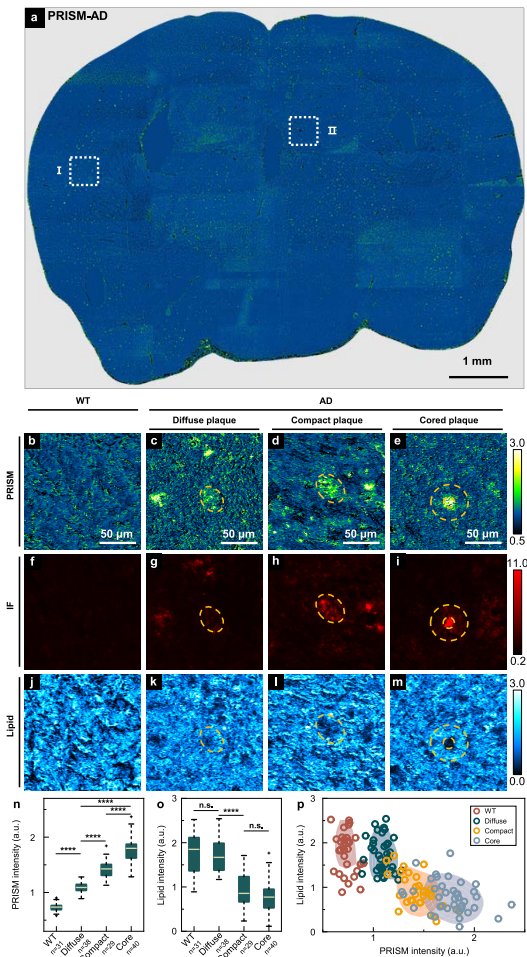 a PRISM-AD
I
II
1 mm
WT
AD
Diffuse plaque
Compact plaque
Cored plaque
b
c
d
e
3.0
PRISM
50 μm
50 μm
50 μm
50 μm
0.5
f
g
h
i
11.0
IF
0.2
j
k
l
m
3.0
Lipid
0.0
n
o
p
PRISM intensity (a.u.)
2
1
****
****
****
****
WT
n=31
Diffuse
n=38
Compact
n=29
Core
n=40
Lipid intensity (a.u.)
3
2
1
0
n.s.
****
n.s.
WT
n=31
Diffuse
n=38
Compact
n=29
Core
n=40
Lipid intensity (a.u.)
3
2
1
0
WT
Diffuse
Compact
Core
1
2
PRISM intensity (a.u.)